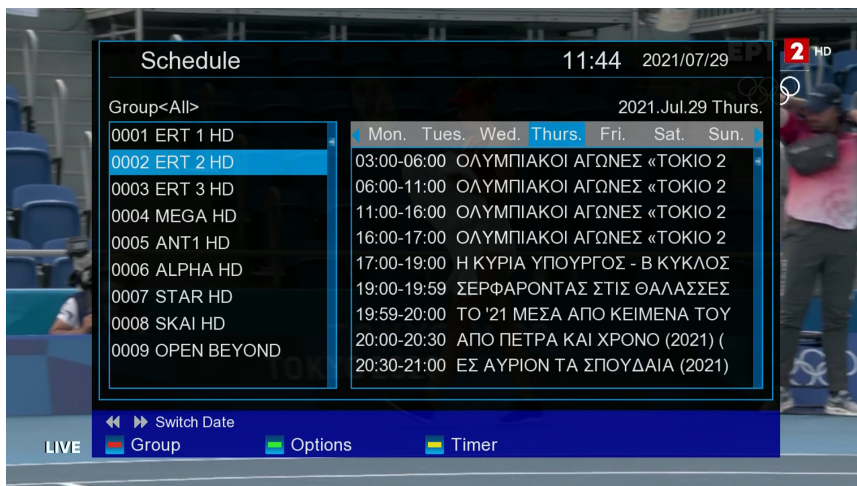 Schedule 11:44 2021/07/29
ΕΡΤ 2 HD
Group<All> 2021.Jul.29 Thurs.
0001 ERT 1 HD
0002 ERT 2 HD
0003 ERT 3 HD
0004 MEGA HD
0005 ANT1 HD
0006 ALPHA HD
0007 STAR HD
0008 SKAI HD
0009 OPEN BEYOND
Mon. Tues. Wed. Thurs. Fri. Sat. Sun.
03:00-06:00 ΟΛΥΜΠΙΑΚΟΙ ΑΓΩΝΕΣ «ΤΟΚΙΟ 2
06:00-11:00 ΟΛΥΜΠΙΑΚΟΙ ΑΓΩΝΕΣ «ΤΟΚΙΟ 2
11:00-16:00 ΟΛΥΜΠΙΑΚΟΙ ΑΓΩΝΕΣ «ΤΟΚΙΟ 2
16:00-17:00 ΟΛΥΜΠΙΑΚΟΙ ΑΓΩΝΕΣ «ΤΟΚΙΟ 2
17:00-19:00 Η ΚΥΡΙΑ ΥΠΟΥΡΓΟΣ - Β ΚΥΚΛΟΣ
19:00-19:59 ΣΕΡΦΑΡΟΝΤΑΣ ΣΤΙΣ ΘΑΛΑΣΣΕΣ
19:59-20:00 ΤΟ '21 ΜΕΣΑ ΑΠΟ ΚΕΙΜΕΝΑ ΤΟΥ
20:00-20:30 ΑΠΟ ΠΕΤΡΑ ΚΑΙ ΧΡΟΝΟ (2021) (
20:30-21:00 ΕΣ ΑΥΡΙΟΝ ΤΑ ΣΠΟΥΔΑΙΑ (2021)
Switch Date
LIVE
Group Options Timer